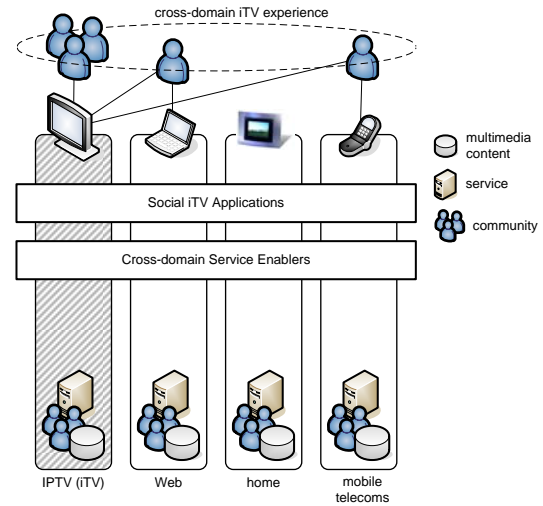 cross-domain iTV experience
multimedia
content
service
community
Social iTV Applications
Cross-domain Service Enablers
IPTV (iTV)
Web
home
mobile
telecoms